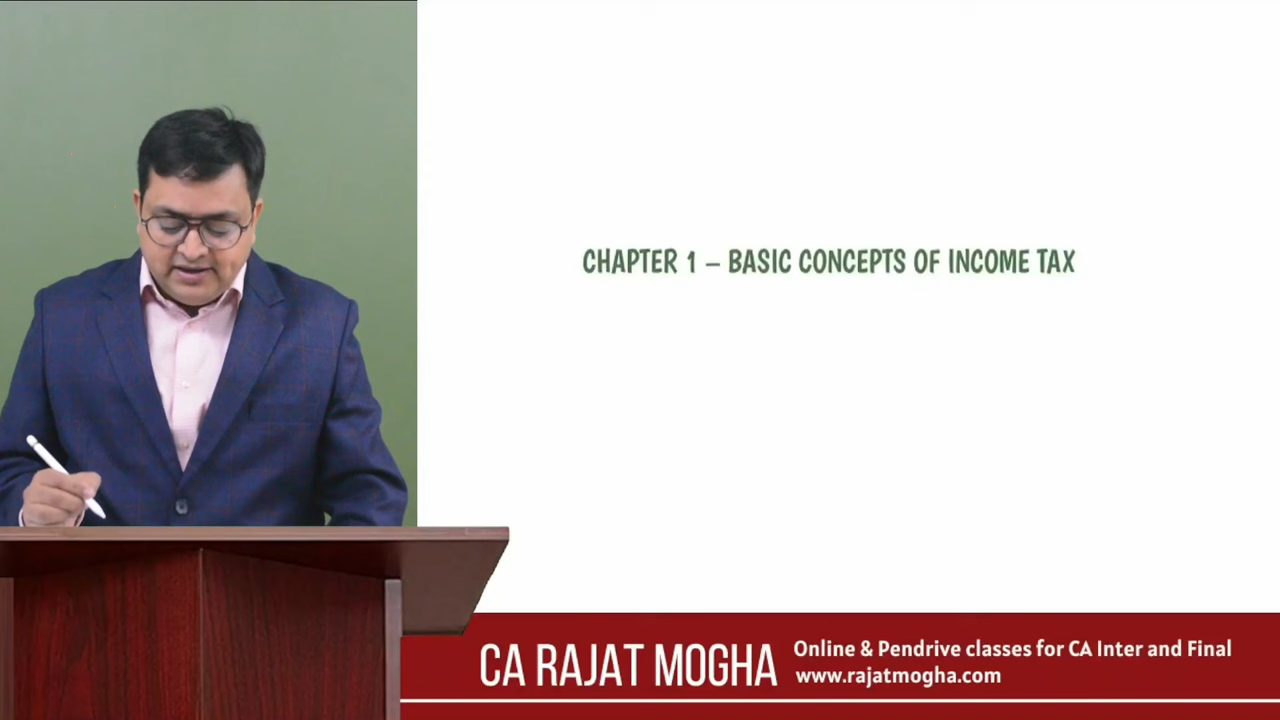 CHAPTER 1 – BASIC CONCEPTS OF INCOME TAX
CA RAJAT MOGHA
Online & Pendrive classes for CA Inter and Final
www.rajatmogha.com